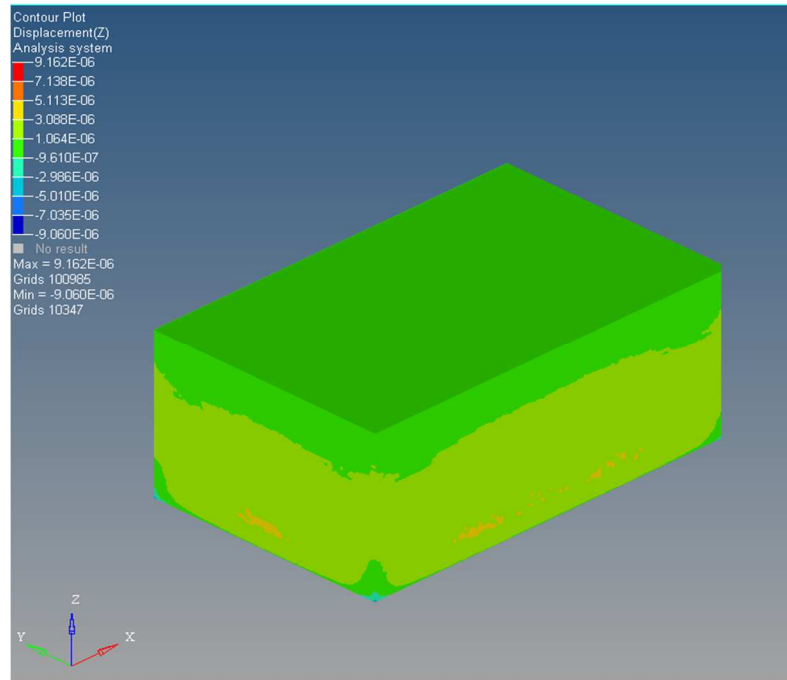 Contour Plot
Displacement(Z)
Analysis system
9.162E-06
7.138E-06
5.113E-06
3.088E-06
1.064E-06
-9.610E-07
-2.986E-06
-5.010E-06
-7.035E-06
-9.060E-06
No result
Max = 9.162E-06
Grids 100985
Min = -9.060E-06
Grids 10347
Z
Y
X